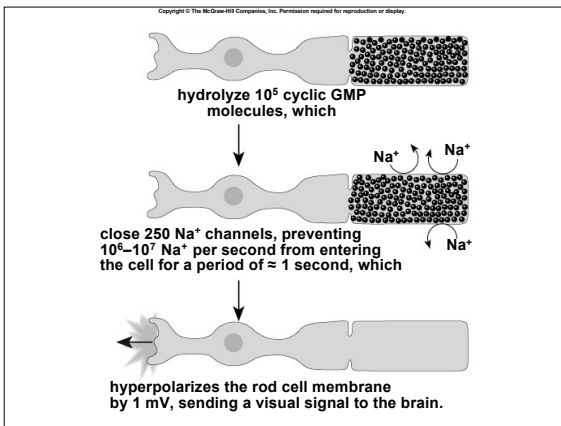 Copyright © The McGraw-Hill Companies, Inc. Permission required for reproduction or display.
hydrolyze 10⁵ cyclic GMP
molecules, which
Na⁺ Na⁺
Na⁺
close 250 Na⁺ channels, preventing
10⁶–10⁷ Na⁺ per second from entering
the cell for a period of ≈ 1 second, which
hyperpolarizes the rod cell membrane
by 1 mV, sending a visual signal to the brain.